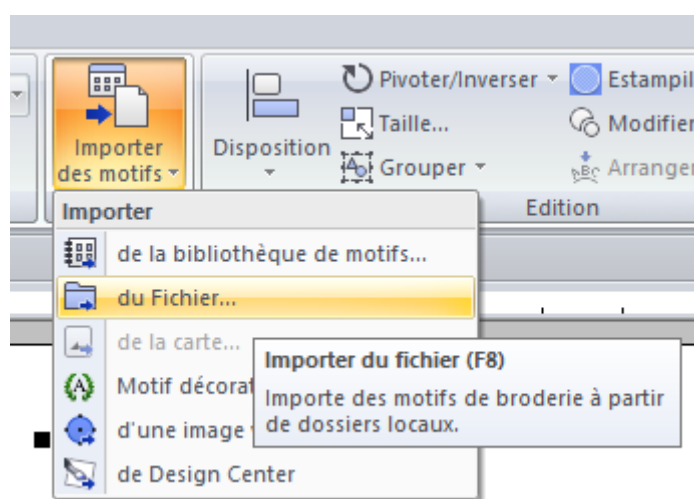 Importer
des motifs
Disposition
Pivoter/Inverser
Taille...
Grouper
Estampil
Modifier
Arranger
Edition
Importer
de la bibliothèque de motifs...
du Fichier...
de la carte...
Motif décorat
d'une image
de Design Center
Importer du fichier (F8)
Importe des motifs de broderie à partir
de dossiers locaux.